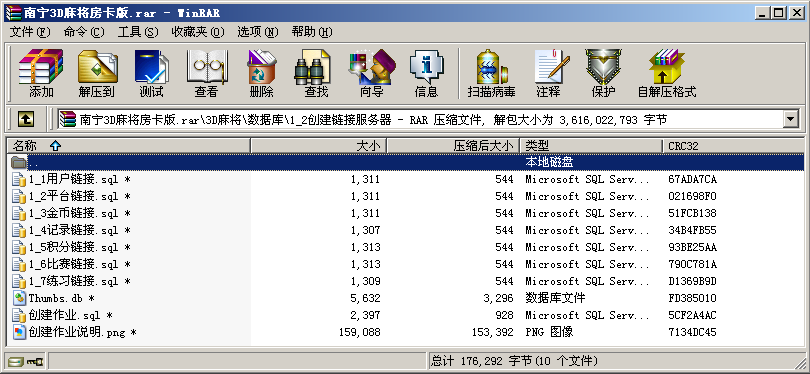 南宁3D麻将房卡版.rar - WinRAR
文件(F) 命令(C) 工具(S) 收藏夹(O) 选项(N) 帮助(H)
添加 解压到 测试 查看 删除 查找 向导 信息 扫描病毒 注释 保护 自解压格式
南宁3D麻将房卡版.rar\3D麻将\数据库\1_2创建链接服务器 - RAR 压缩文件, 解包大小为 3,616,022,793 字节
名称 大小 压缩后大小 类型 CRC32
.. 本地磁盘
1_1用户链接.sql * 1,311 544 Microsoft SQL Serv... 67ADA7CA
1_2平台链接.sql * 1,311 544 Microsoft SQL Serv... 021698F0
1_3金币链接.sql * 1,311 544 Microsoft SQL Serv... 51FCB138
1_4记录链接.sql * 1,307 544 Microsoft SQL Serv... 34B4FB55
1_5积分链接.sql * 1,313 544 Microsoft SQL Serv... 93BE25AA
1_6比赛链接.sql * 1,313 544 Microsoft SQL Serv... 790C781A
1_7练习链接.sql * 1,309 544 Microsoft SQL Serv... D1369B9D
Thumbs.db * 5,632 3,296 数据库文件 FD385010
创建作业.sql * 2,397 928 Microsoft SQL Serv... 5CF2A4AC
创建作业说明.png * 159,088 153,392 PNG 图像 7134DC45
总计 176,292 字节(10 个文件)